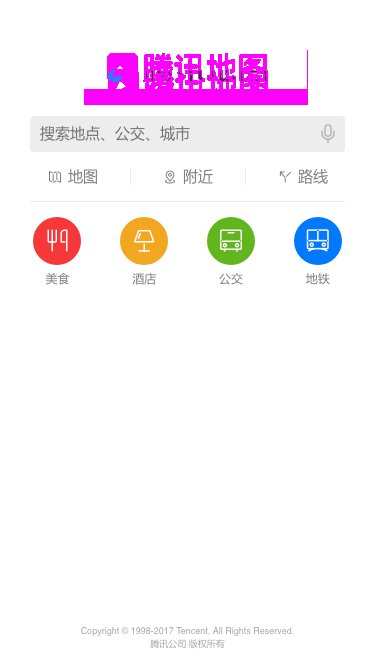 腾讯地图
搜索地点、公交、城市
地图 附近 路线
美食 酒店 公交 地铁
Copyright © 1998-2017 Tencent. All Rights Reserved.
腾讯公司 版权所有